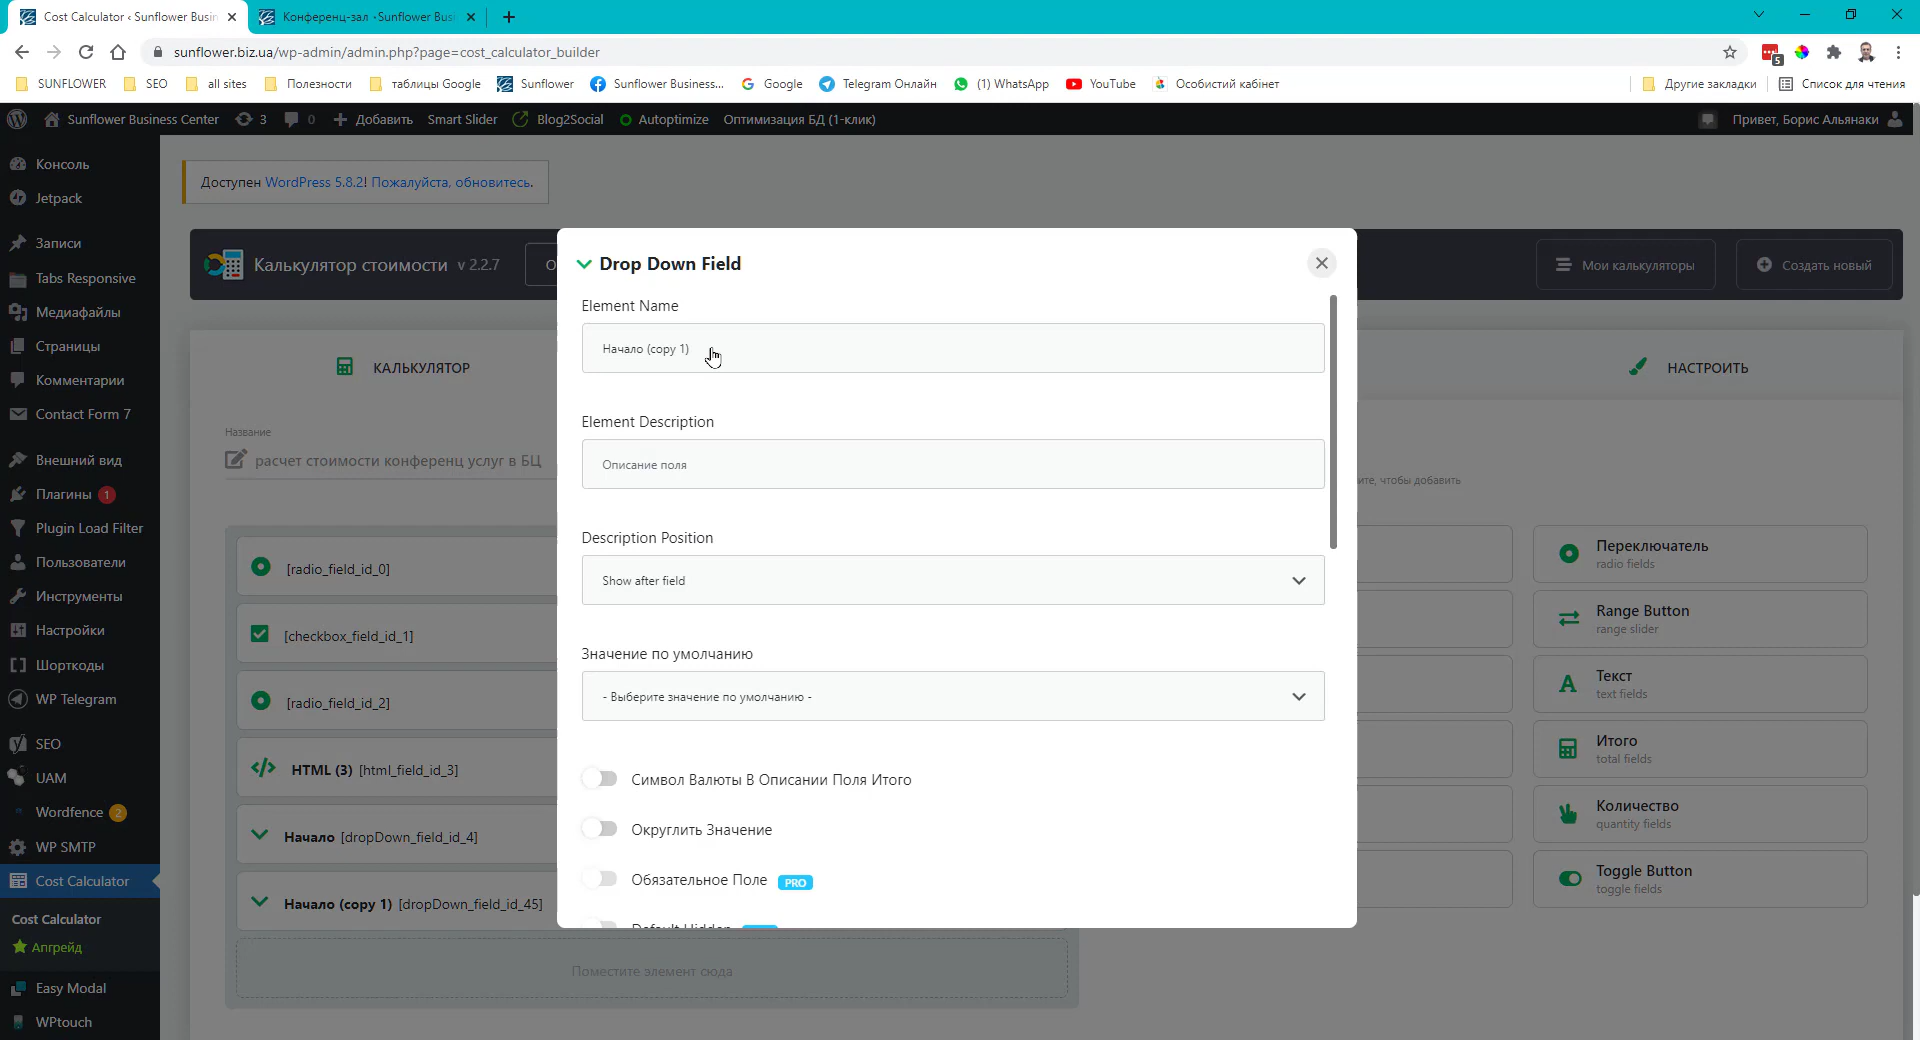 Cost Calculator ‹ Sunflower Busin
Конференц-зал • Sunflower Busi
sunflower.biz.ua/wp-admin/admin.php?page=cost_calculator_builder
5
SUNFLOWER
SEO
all sites
Полезности
таблицы Google
Sunflower
Sunflower Business...
Google
Telegram Онлайн
(1) WhatsApp
YouTube
Особистий кабінет
Другие закладки
Список для чтения
Sunflower Business Center
3
0
Добавить
Smart Slider
Blog2Social
Autoptimize
Оптимизация БД (1-клик)
Привет, Борис Альянаки
Консоль
Jetpack
Записи
Tabs Responsive
Медиафайлы
Страницы
Комментарии
Contact Form 7
Внешний вид
Плагины 1
Plugin Load Filter
Пользователи
Инструменты
Настройки
Шорткоды
WP Telegram
SEO
UAM
Wordfence 2
WP SMTP
Cost Calculator
Cost Calculator
Апгрейд
Easy Modal
WPtouch
Доступен WordPress 5.8.2! Пожалуйста, обновитесь.
Калькулятор стоимости v 2.2.7
Мои калькуляторы
Создать новый
КАЛЬКУЛЯТОР
НАСТРОИТЬ
Название
расчет стоимости конференц услуг в БЦ
[radio_field_id_0]
[checkbox_field_id_1]
[radio_field_id_2]
HTML (3) [html_field_id_3]
Начало [dropDown_field_id_4]
Начало (copy 1) [dropDown_field_id_45]
Поместите элемент сюда
Drop Down Field
Element Name
Начало (copy 1)
Element Description
Описание поля
Description Position
Show after field
Значение по умолчанию
- Выберите значение по умолчанию -
Символ Валюты В Описании Поля Итого
Округлить Значение
Обязательное Поле PRO
Default Hidden
чтобы добавить
Переключатель
radio fields
Range Button
range slider
Текст
text fields
Итого
total fields
Количество
quantity fields
Toggle Button
toggle fields